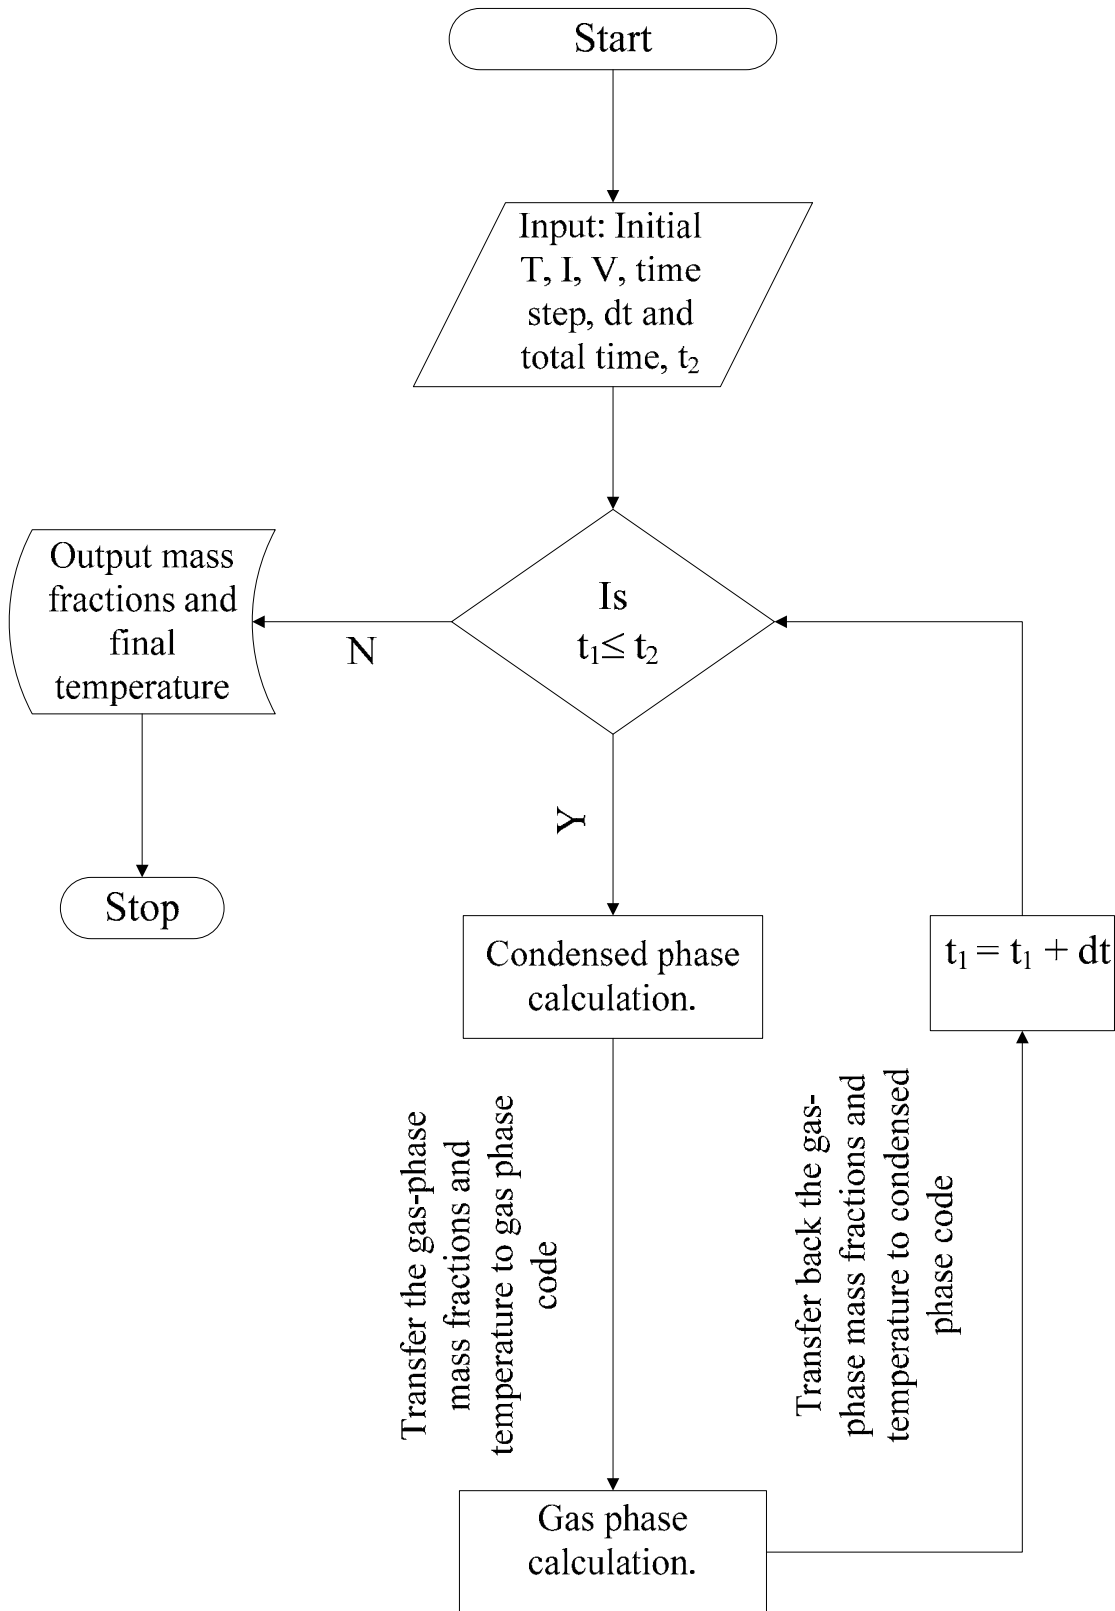 Start
Input: Initial
T, I, V, time
step, dt and
total time, t₂
Is
t₁≤ t₂
N
Output mass
fractions and
final
temperature
Stop
Y
Condensed phase
calculation.
Transfer the gas-phase
mass fractions and
temperature to gas phase
code
Gas phase
calculation.
Transfer back the gas-
phase mass fractions and
temperature to condensed
phase code
t₁ = t₁ + dt